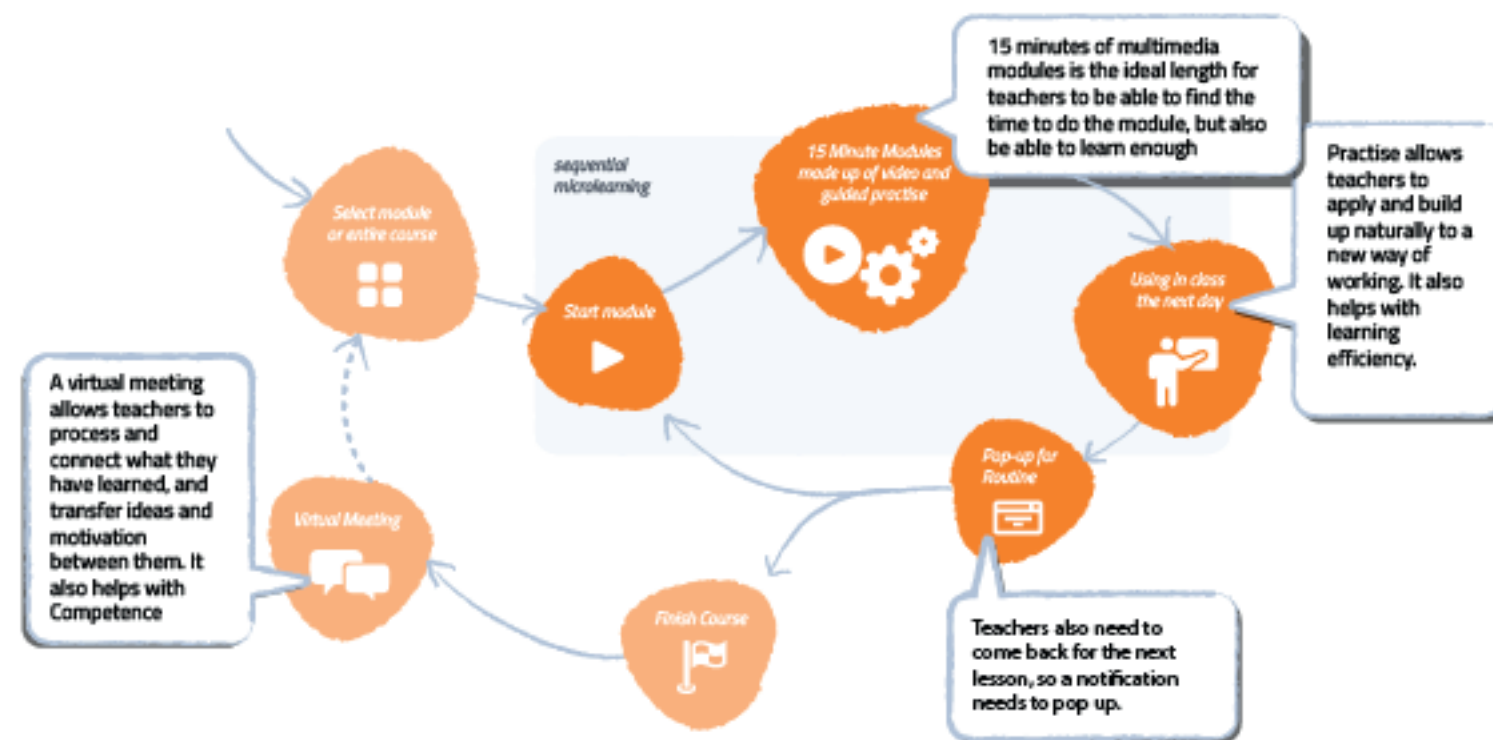 15 minutes of multimedia
modules is the ideal length for
teachers to be able to find the
time to do the module, but also
be able to learn enough
Practise allows
teachers to
apply and build
up naturally to a
new way of
working. It also
helps with
learning
efficiency.
sequential
microlearning
15 Minute Modules
made up of video and
guided practise
Select module
or entire course
Start module
Using in class
the next day
A virtual meeting
allows teachers to
process and
connect what they
have learned, and
transfer ideas and
motivation
between them. It
also helps with
Competence
Pop-up for
Routine
Virtual Meeting
Finish Course
Teachers also need to
come back for the next
lesson, so a notification
needs to pop up.